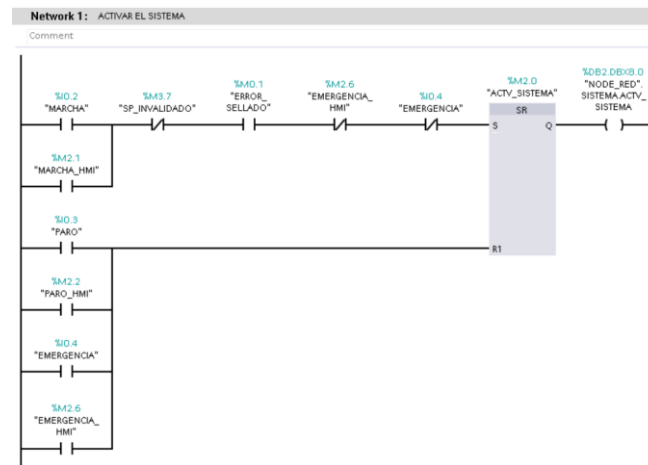 Network 1: ACTIVAR EL SISTEMA
Comment
%I0.2
"MARCHA"
%M3.7
"SP_INVALIDADO"
%M0.1
"ERROR_
SELLADO"
%M2.6
"EMERGENCIA_
HMI"
%I0.4
"EMERGENCIA"
%M2.0
"ACTV_SISTEMA"
SR
S
Q
R1
%DB2.DBX8.0
"NODE_RED".
SISTEMA.ACTV_
SISTEMA
%M2.1
"MARCHA_HMI"
%I0.3
"PARO"
%M2.2
"PARO_HMI"
%I0.4
"EMERGENCIA"
%M2.6
"EMERGENCIA_
HMI"